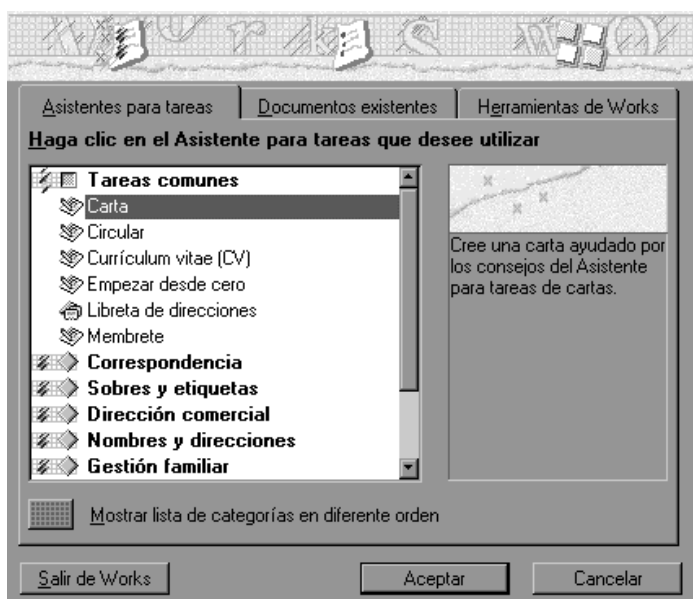 Works
Asistentes para tareas
Documentos existentes
Herramientas de Works
Haga clic en el Asistente para tareas que desee utilizar
Tareas comunes
Carta
Circular
Currículum vitae (CV)
Empezar desde cero
Libreta de direcciones
Membrete
Correspondencia
Sobres y etiquetas
Dirección comercial
Nombres y direcciones
Gestión familiar
Cree una carta ayudado por
los consejos del Asistente
para tareas de cartas.
Mostrar lista de categorías en diferente orden
Salir de Works
Aceptar
Cancelar